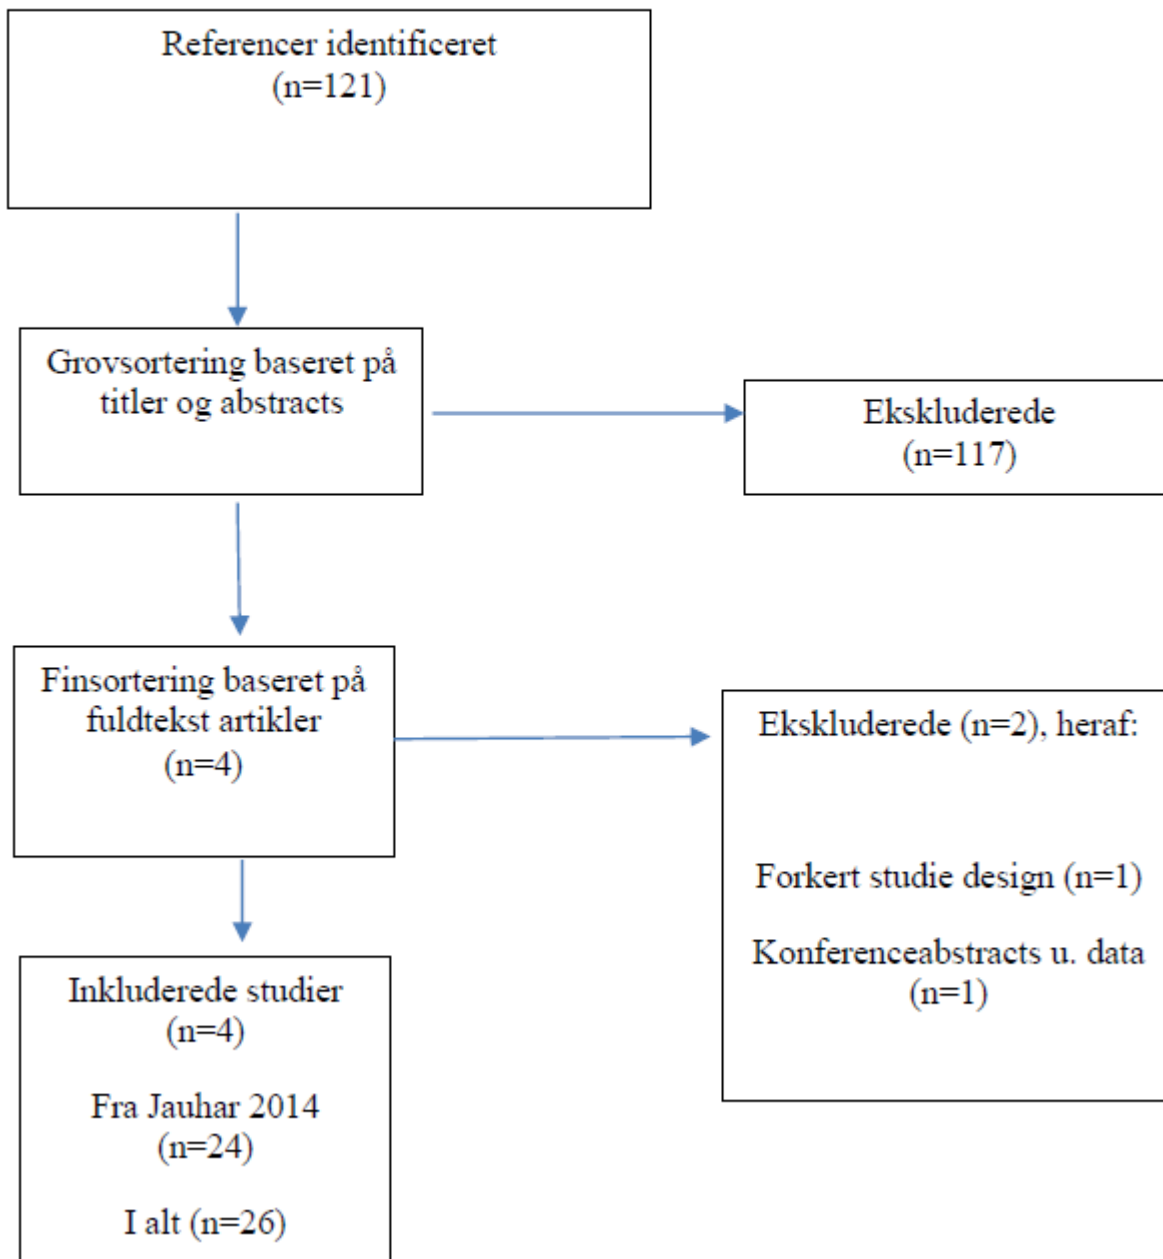 Referencer identificeret
(n=121)
Grovsortering baseret på
titler og abstracts
Ekskluderede
(n=117)
Finsortering baseret på
fuldtekst artikler
(n=4)
Ekskluderede (n=2), heraf:
Forkert studie design (n=1)
Konferenceabstracts u. data
(n=1)
Inkluderede studier
(n=4)
Fra Jauhar 2014
(n=24)
I alt (n=26)